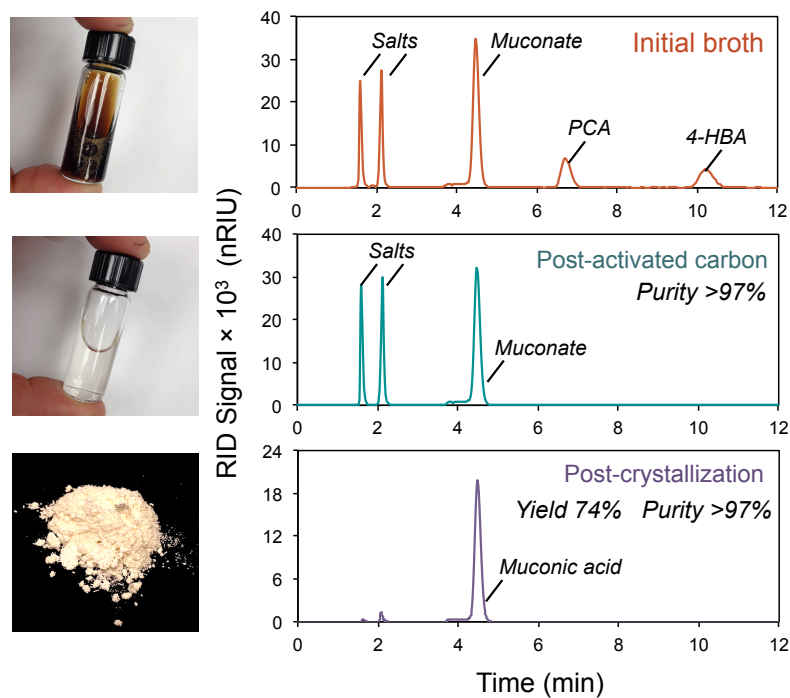 RID Signal × 10³ (nRIU)
40
30
20
10
0
Salts
Muconate
Initial broth
PCA
4-HBA
0 2 4 6 8 10 12
40
30
20
10
0
Salts
Post-activated carbon
Purity >97%
Muconate
0 2 4 6 8 10 12
24
18
12
6
0
Post-crystallization
Yield 74% Purity >97%
Muconic acid
0 2 4 6 8 10 12
Time (min)